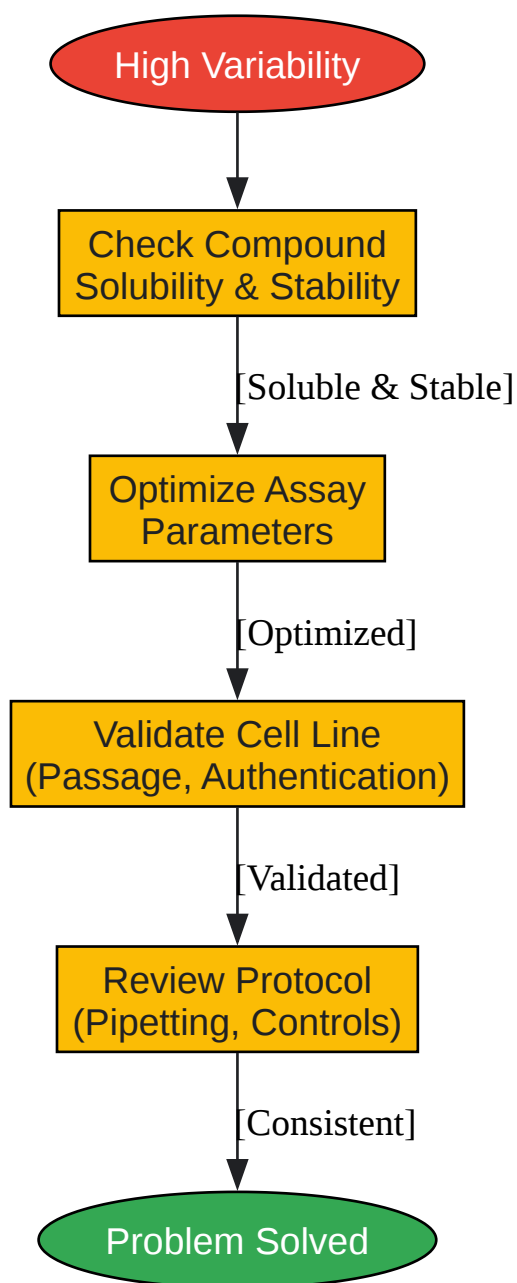 High Variability
Check Compound
Solubility & Stability
[Soluble & Stable]
Optimize Assay
Parameters
[Optimized]
Validate Cell Line
(Passage, Authentication)
[Validated]
Review Protocol
(Pipetting, Controls)
[Consistent]
Problem Solved